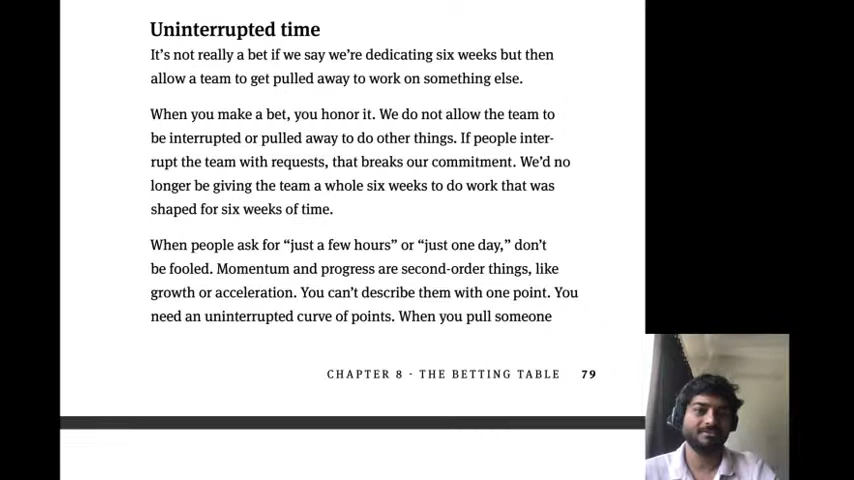 Uninterrupted time
It’s not really a bet if we say we’re dedicating six weeks but then
allow a team to get pulled away to work on something else.
When you make a bet, you honor it. We do not allow the team to
be interrupted or pulled away to do other things. If people inter-
rupt the team with requests, that breaks our commitment. We’d no
longer be giving the team a whole six weeks to do work that was
shaped for six weeks of time.
When people ask for “just a few hours” or “just one day,” don’t
be fooled. Momentum and progress are second-order things, like
growth or acceleration. You can’t describe them with one point. You
need an uninterrupted curve of points. When you pull someone
CHAPTER 8 - THE BETTING TABLE 79